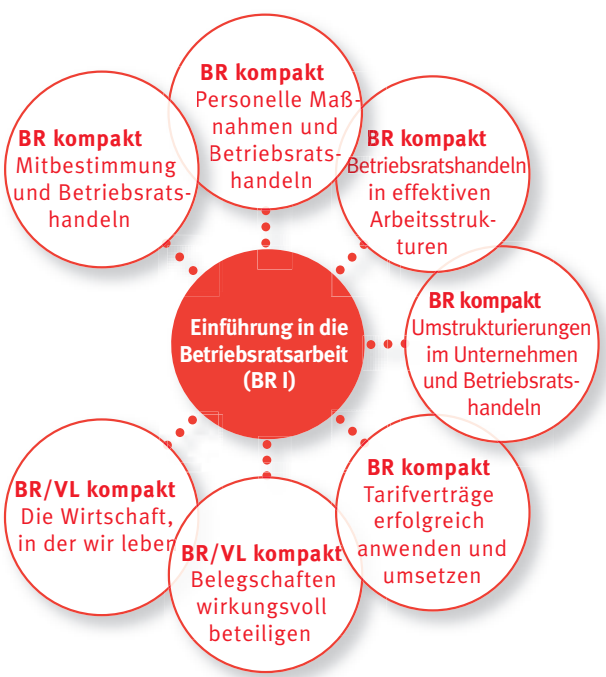 BR kompakt
Personelle Maß-
nahmen und
Betriebsrats-
handeln
BR kompakt
Mitbestimmung
und Betriebsrats-
handeln
BR kompakt
Betriebsratshandeln
in effektiven
Arbeitsstruk-
turen
BR kompakt
Umstrukturierungen
im Unternehmen
und Betriebsrats-
handeln
Einführung in die
Betriebsratsarbeit
(BR I)
BR kompakt
Tarifverträge
erfolgreich
anwenden und
umsetzen
BR/VL kompakt
Die Wirtschaft,
in der wir leben
BR/VL kompakt
Belegschaften
wirkungsvoll
beteiligen